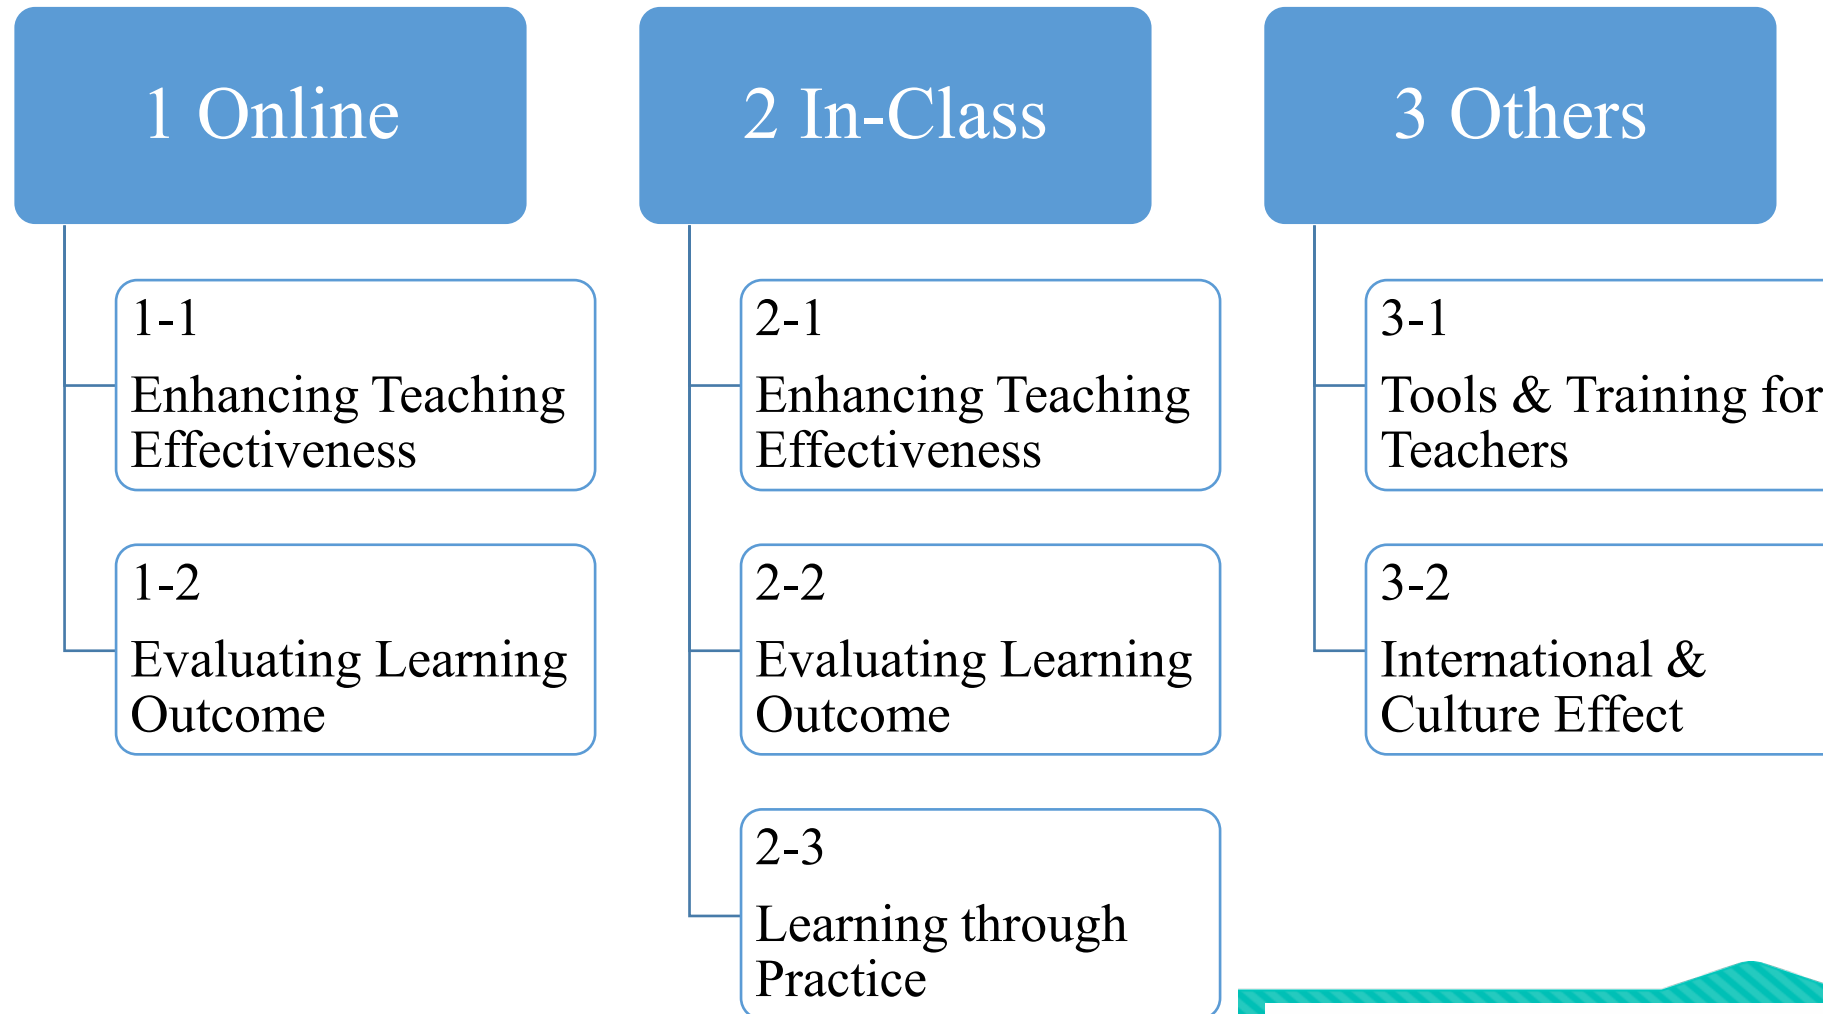 1 Online
1-1
Enhancing Teaching
Effectiveness
1-2
Evaluating Learning
Outcome
2 In-Class
2-1
Enhancing Teaching
Effectiveness
2-2
Evaluating Learning
Outcome
2-3
Learning through
Practice
3 Others
3-1
Tools & Training for
Teachers
3-2
International &
Culture Effect